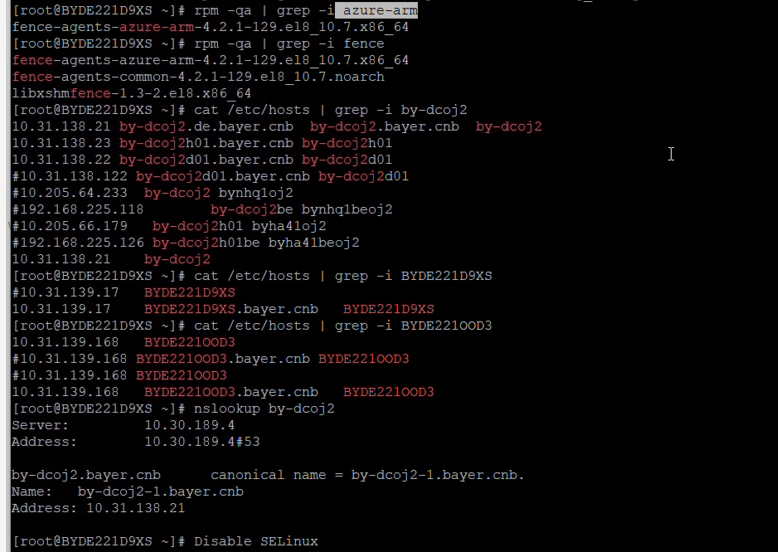 [root@BYDE221D9XS ~]# rpm -qa | grep -i azure-arm
fence-agents-azure-arm-4.2.1-129.el8_10.7.x86_64
[root@BYDE221D9XS ~]# rpm -qa | grep -i fence
fence-agents-azure-arm-4.2.1-129.el8_10.7.x86_64
fence-agents-common-4.2.1-129.el8_10.7.noarch
libxshmfence-1.3-2.el8.x86_64
[root@BYDE221D9XS ~]# cat /etc/hosts | grep -i by-dcoj2
10.31.138.21 by-dcoj2.de.bayer.cnb  by-dcoj2.bayer.cnb  by-dcoj2
10.31.138.23 by-dcoj2h01.bayer.cnb by-dcoj2h01
10.31.138.22 by-dcoj2d01.bayer.cnb by-dcoj2d01
#10.31.138.122 by-dcoj2d01.bayer.cnb by-dcoj2d01
#10.205.64.233  by-dcoj2 bynhq1oj2
#192.168.225.118        by-dcoj2be bynhq1beoj2
#10.205.66.179   by-dcoj2h01 byha41oj2
#192.168.225.126 by-dcoj2h01be byha41beoj2
10.31.138.21    by-dcoj2
[root@BYDE221D9XS ~]# cat /etc/hosts | grep -i BYDE221D9XS
#10.31.139.17   BYDE221D9XS
10.31.139.17    BYDE221D9XS.bayer.cnb   BYDE221D9XS
[root@BYDE221D9XS ~]# cat /etc/hosts | grep -i BYDE221OOD3
10.31.139.168   BYDE221OOD3
#10.31.139.168 BYDE221OOD3.bayer.cnb BYDE221OOD3
#10.31.139.168 BYDE221OOD3
10.31.139.168   BYDE221OOD3.bayer.cnb   BYDE221OOD3
[root@BYDE221D9XS ~]# nslookup by-dcoj2
Server:         10.30.189.4
Address:        10.30.189.4#53
by-dcoj2.bayer.cnb      canonical name = by-dcoj2-1.bayer.cnb.
Name:   by-dcoj2-1.bayer.cnb
Address: 10.31.138.21
[root@BYDE221D9XS ~]# Disable SELinux